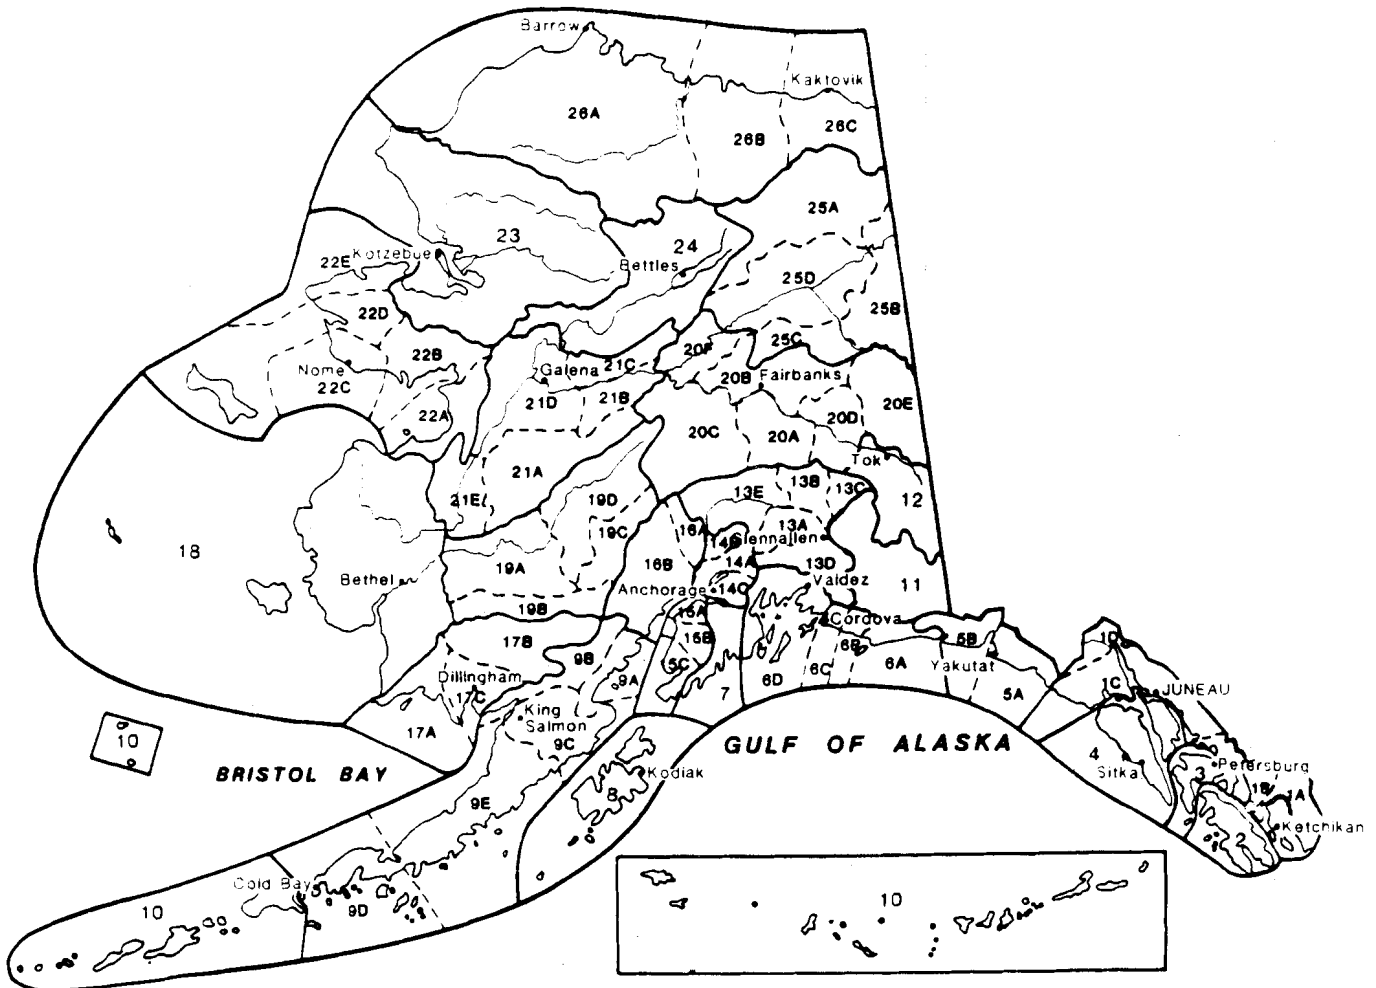 Barrow
Kaktovik
26A
26B
26C
25A
23
24
Kotzebue
22E
Bettles
25D
22D
25B
22B
25C
20F
Nome
22C
Galena
21C
20B
Fairbanks
21D
21B
22A
20E
20D
20C
20A
Tok
21A
21E
19D
13E
13B
13C
12
19C
16A
13A
18
14B
Glennallen
19A
16B
14A
13D
Bethel
Anchorage
14C
Valdez
11
19B
15A
Cordova
17B
15B
6B
5B
1D
9B
15C
6A
Yakutat
Dillingham
17C
9A
6D
6C
5A
1C
JUNEAU
7
King
Salmon
17A
9C
10
GULF OF ALASKA
4
BRISTOL BAY
Kodiak
Sitka
3
Petersburg
8
9E
1B
1A
Ketchikan
2
Cold Bay
10
9D
10